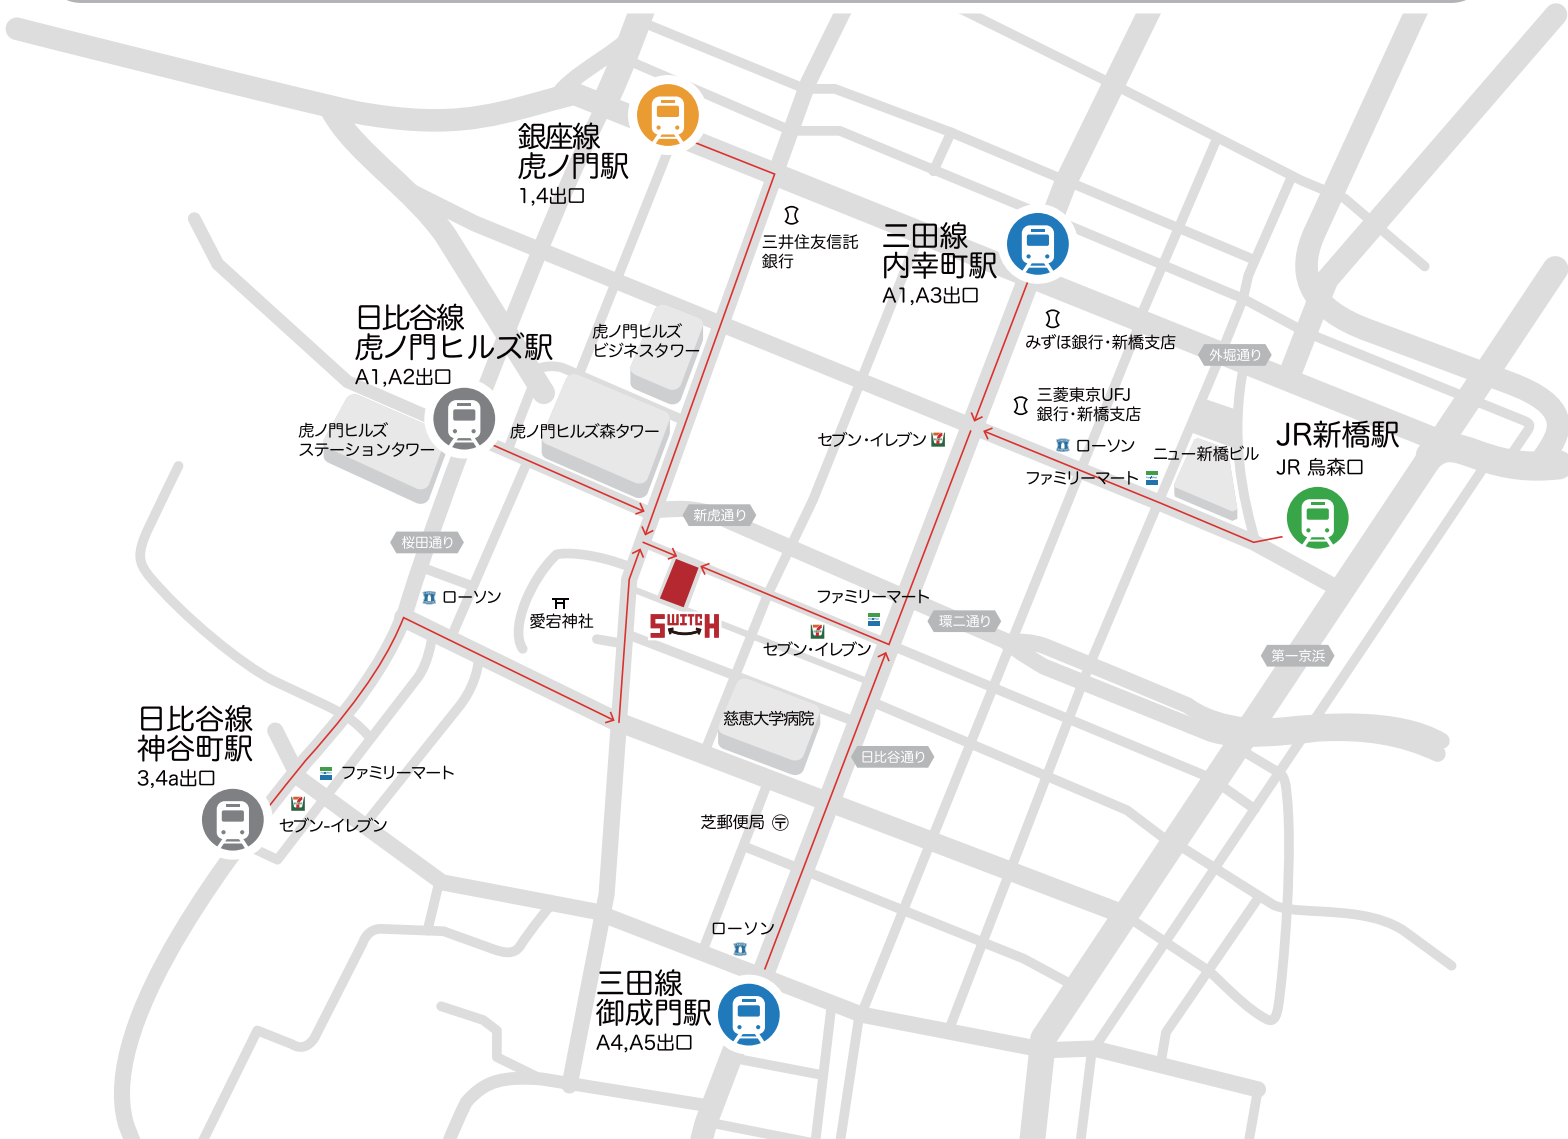 銀座線
虎ノ門駅
1,4出口
三井住友信託
銀行
三田線
内幸町駅
A1,A3出口
みずほ銀行・新橋支店
外堀通り
日比谷線
虎ノ門ヒルズ駅
A1,A2出口
虎ノ門ヒルズ
ビジネスタワー
三菱東京UFJ
銀行・新橋支店
虎ノ門ヒルズ
ステーションタワー
虎ノ門ヒルズ森タワー
セブン・イレブン
ローソン
ファミリーマート
ニュー新橋ビル
JR新橋駅
JR 烏森口
新虎通り
桜田通り
ローソン
愛宕神社
SWITCH
ファミリーマート
セブン・イレブン
環二通り
第一京浜
日比谷線
神谷町駅
3,4a出口
ファミリーマート
セブン-イレブン
慈恵大学病院
日比谷通り
芝郵便局
ローソン
三田線
御成門駅
A4,A5出口